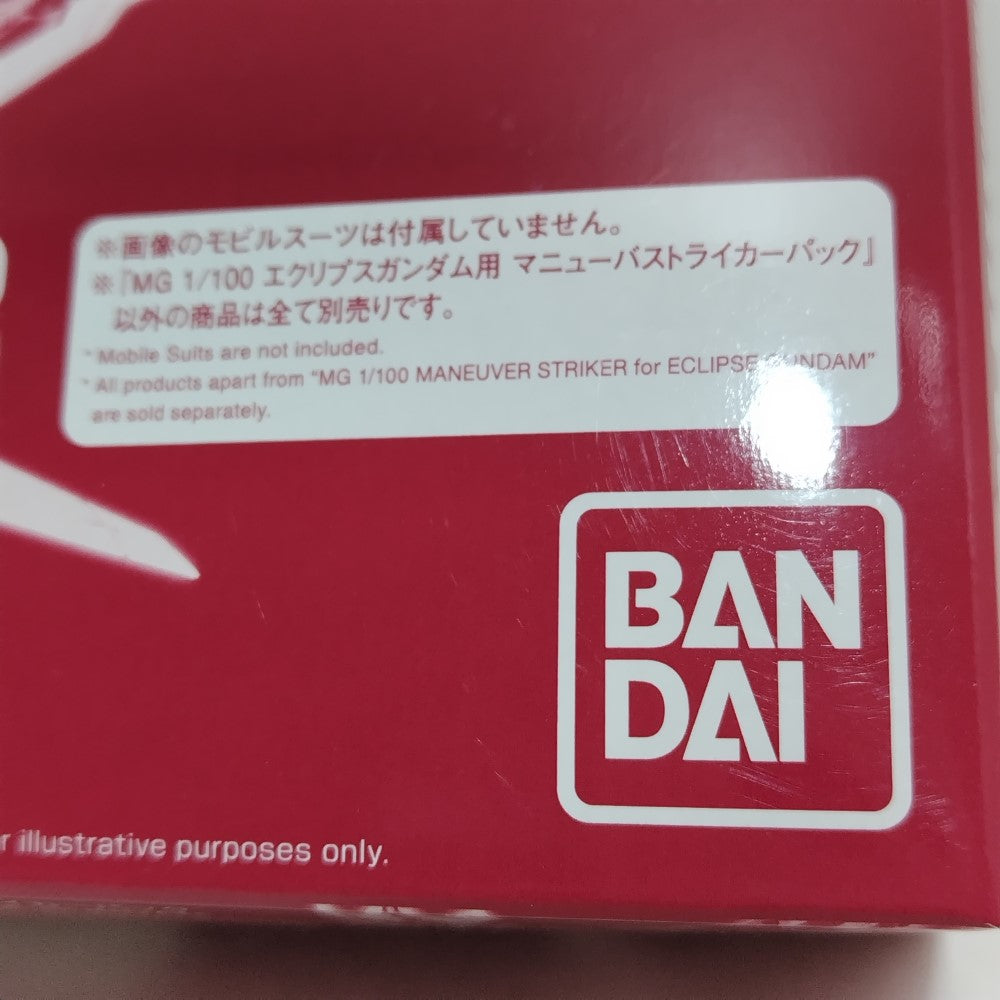 ※画像のモビルスーツは付属していません。
※『MG 1/100 エクリプスガンダム用 マニューバストライカーパック』
以外の商品は全て別売りです。
* Mobile Suits are not included.
* All products apart from "MG 1/100 MANEUVER STRIKER for ECLIPSE GUNDAM"
are sold separately.
BAN
DAI
illustrative purposes only.